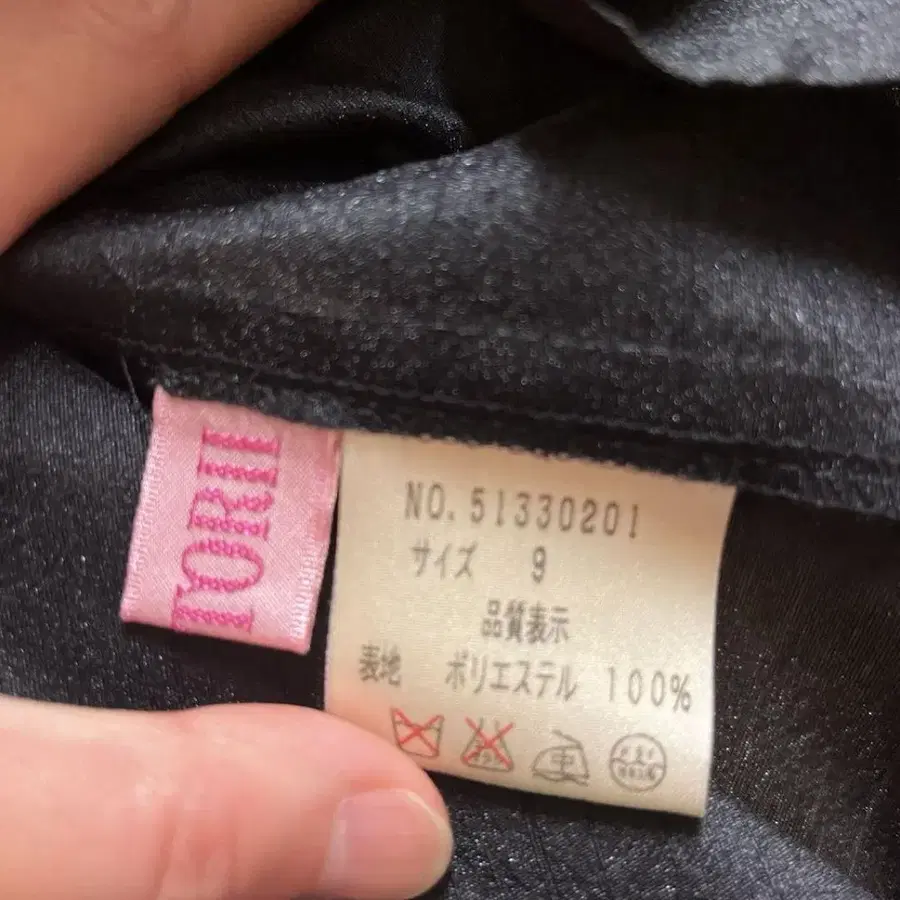 TORII
NO.51330201
サイズ 9
品質表示
表地 ポリエステル 100%
中